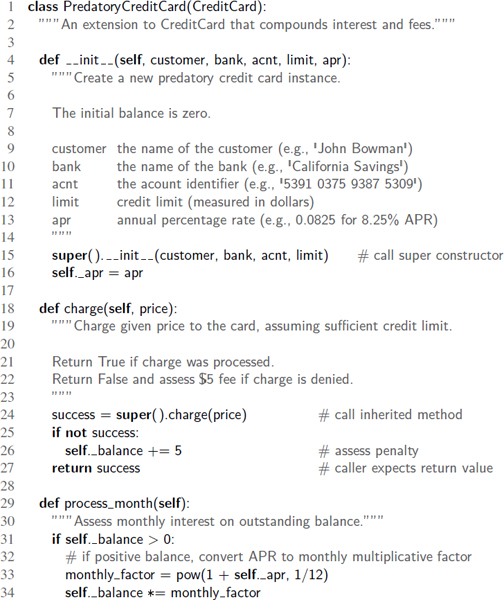 1 class PredatoryCreditCard(CreditCard):
2 """An extension to CreditCard that compounds interest and fees."""
3
4 def __init__(self, customer, bank, acnt, limit, apr):
5 """Create a new predatory credit card instance.
6
7 The initial balance is zero.
8
9 customer the name of the customer (e.g., 'John Bowman')
10 bank the name of the bank (e.g., 'California Savings')
11 acnt the acount identifier (e.g., '5391 0375 9387 5309')
12 limit credit limit (measured in dollars)
13 apr annual percentage rate (e.g., 0.0825 for 8.25% APR)
14 """
15 super().__init__(customer, bank, acnt, limit) # call super constructor
16 self._apr = apr
17
18 def charge(self, price):
19 """Charge given price to the card, assuming sufficient credit limit.
20
21 Return True if charge was processed.
22 Return False and assess $5 fee if charge is denied.
23 """
24 success = super().charge(price) # call inherited method
25 if not success:
26 self._balance += 5 # assess penalty
27 return success # caller expects return value
28
29 def process_month(self):
30 """Assess monthly interest on outstanding balance."""
31 if self._balance > 0:
32 # if positive balance, convert APR to monthly multiplicative factor
33 monthly_factor = pow(1 + self._apr, 1/12)
34 self._balance *= monthly_factor